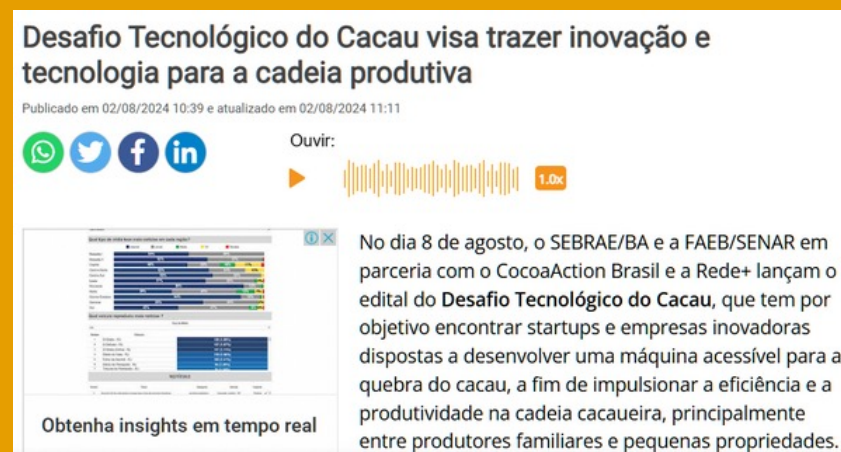 Desafio Tecnológico do Cacau visa trazer inovação e
tecnologia para a cadeia produtiva
Publicado em 02/08/2024 10:39 e atualizado em 02/08/2024 11:11
Ouvir:
1.0x
No dia 8 de agosto, o SEBRAE/BA e a FAEB/SENAR em
parceria com o CocoaAction Brasil e a Rede+ lançam o
edital do Desafio Tecnológico do Cacau, que tem por
objetivo encontrar startups e empresas inovadoras
dispostas a desenvolver uma máquina acessível para a
quebra do cacau, a fim de impulsionar a eficiência e a
produtividade na cadeia cacaueira, principalmente
entre produtores familiares e pequenas propriedades.
Obtenha insights em tempo real